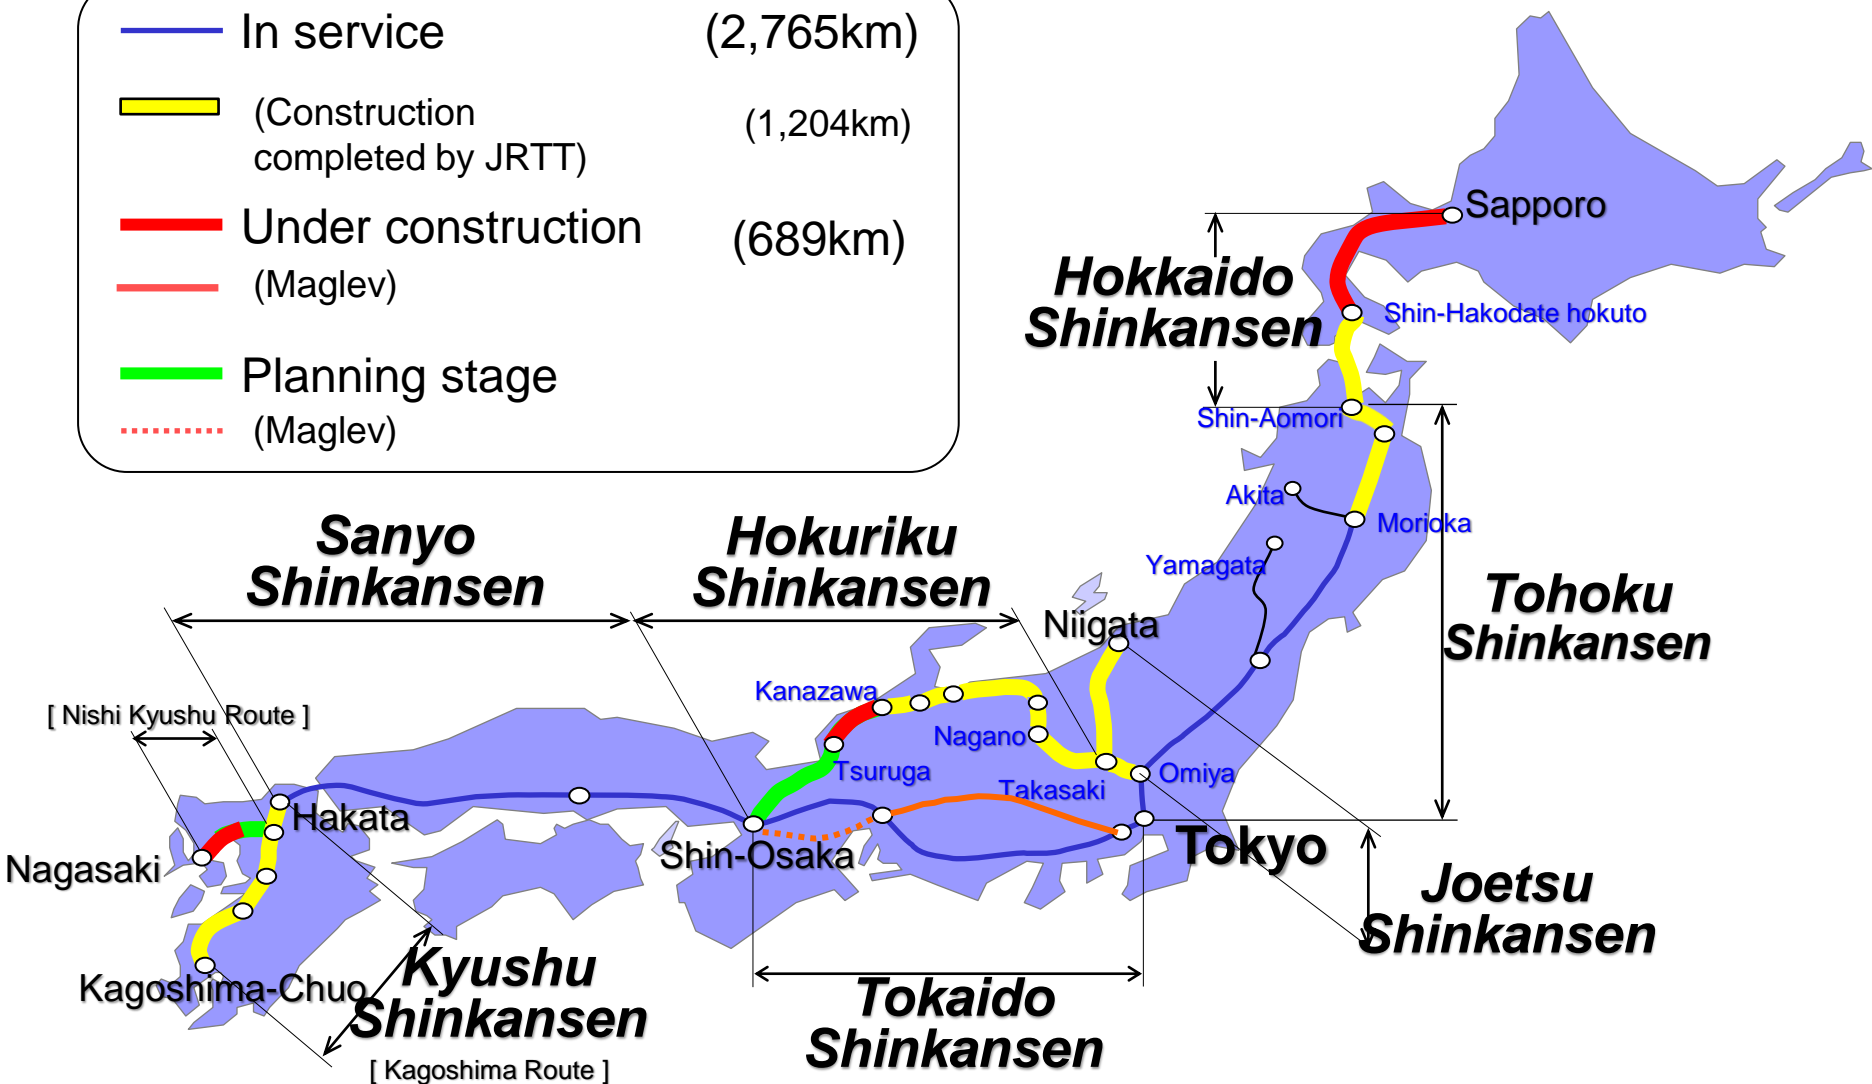 In service (2,765km)
(Construction
completed by JRTT) (1,204km)
Under construction (689km)
(Maglev)
Planning stage
(Maglev)
Sapporo
Hokkaido
Shinkansen
Shin-Hakodate hokuto
Shin-Aomori
Akita
Morioka
Yamagata
Tohoku
Shinkansen
Sanyo
Shinkansen
Hokuriku
Shinkansen
Niigata
Kanazawa
[ Nishi Kyushu Route ]
Nagano
Tsuruga
Takasaki
Omiya
Hakata
Shin-Osaka
Tokyo
Nagasaki
Joetsu
Shinkansen
Kagoshima-Chuo
Kyushu
Shinkansen
[ Kagoshima Route ]
Tokaido
Shinkansen